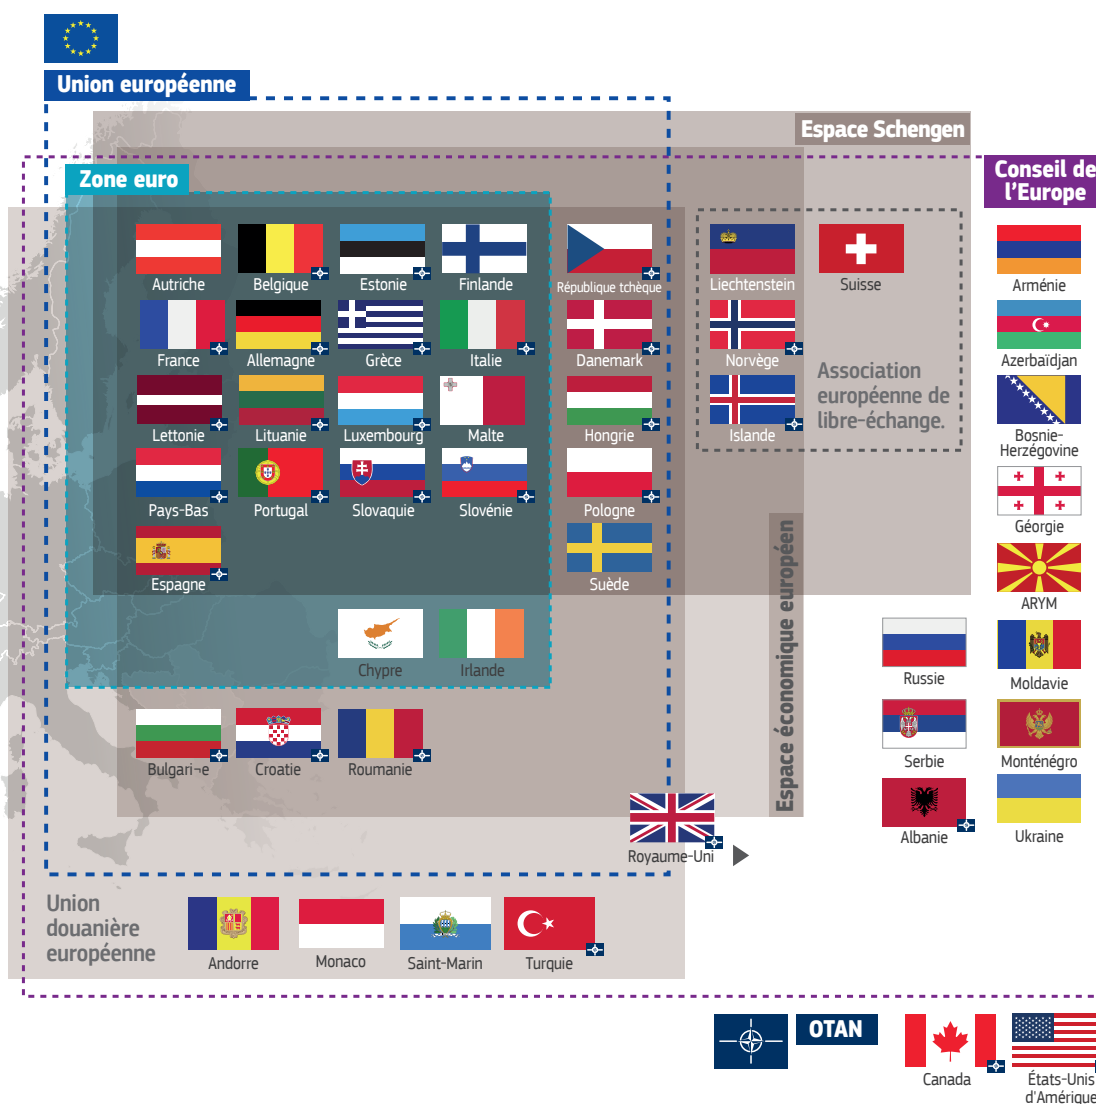 Union européenne
Espace Schengen
Zone euro
Conseil de
l'Europe
Autriche
Belgique
Estonie
Finlande
République tchèque
Liechtenstein
Suisse
Arménie
France
Allemagne
Grèce
Italie
Danemark
Norvège
Azerbaïdjan
Association
européenne de
libre-échange.
Lettonie
Lituanie
Luxembourg
Malte
Hongrie
Islande
Bosnie-
Herzégovine
Pays-Bas
Portugal
Slovaquie
Slovénie
Pologne
Géorgie
Espagne
Suède
ARYM
Espace économique européen
Chypre
Irlande
Russie
Moldavie
Bulgari¬e
Croatie
Roumanie
Serbie
Monténégro
Royaume-Uni
Albanie
Ukraine
Union
douanière
européenne
Andorre
Monaco
Saint-Marin
Turquie
OTAN
Canada
États-Unis
d'Amérique